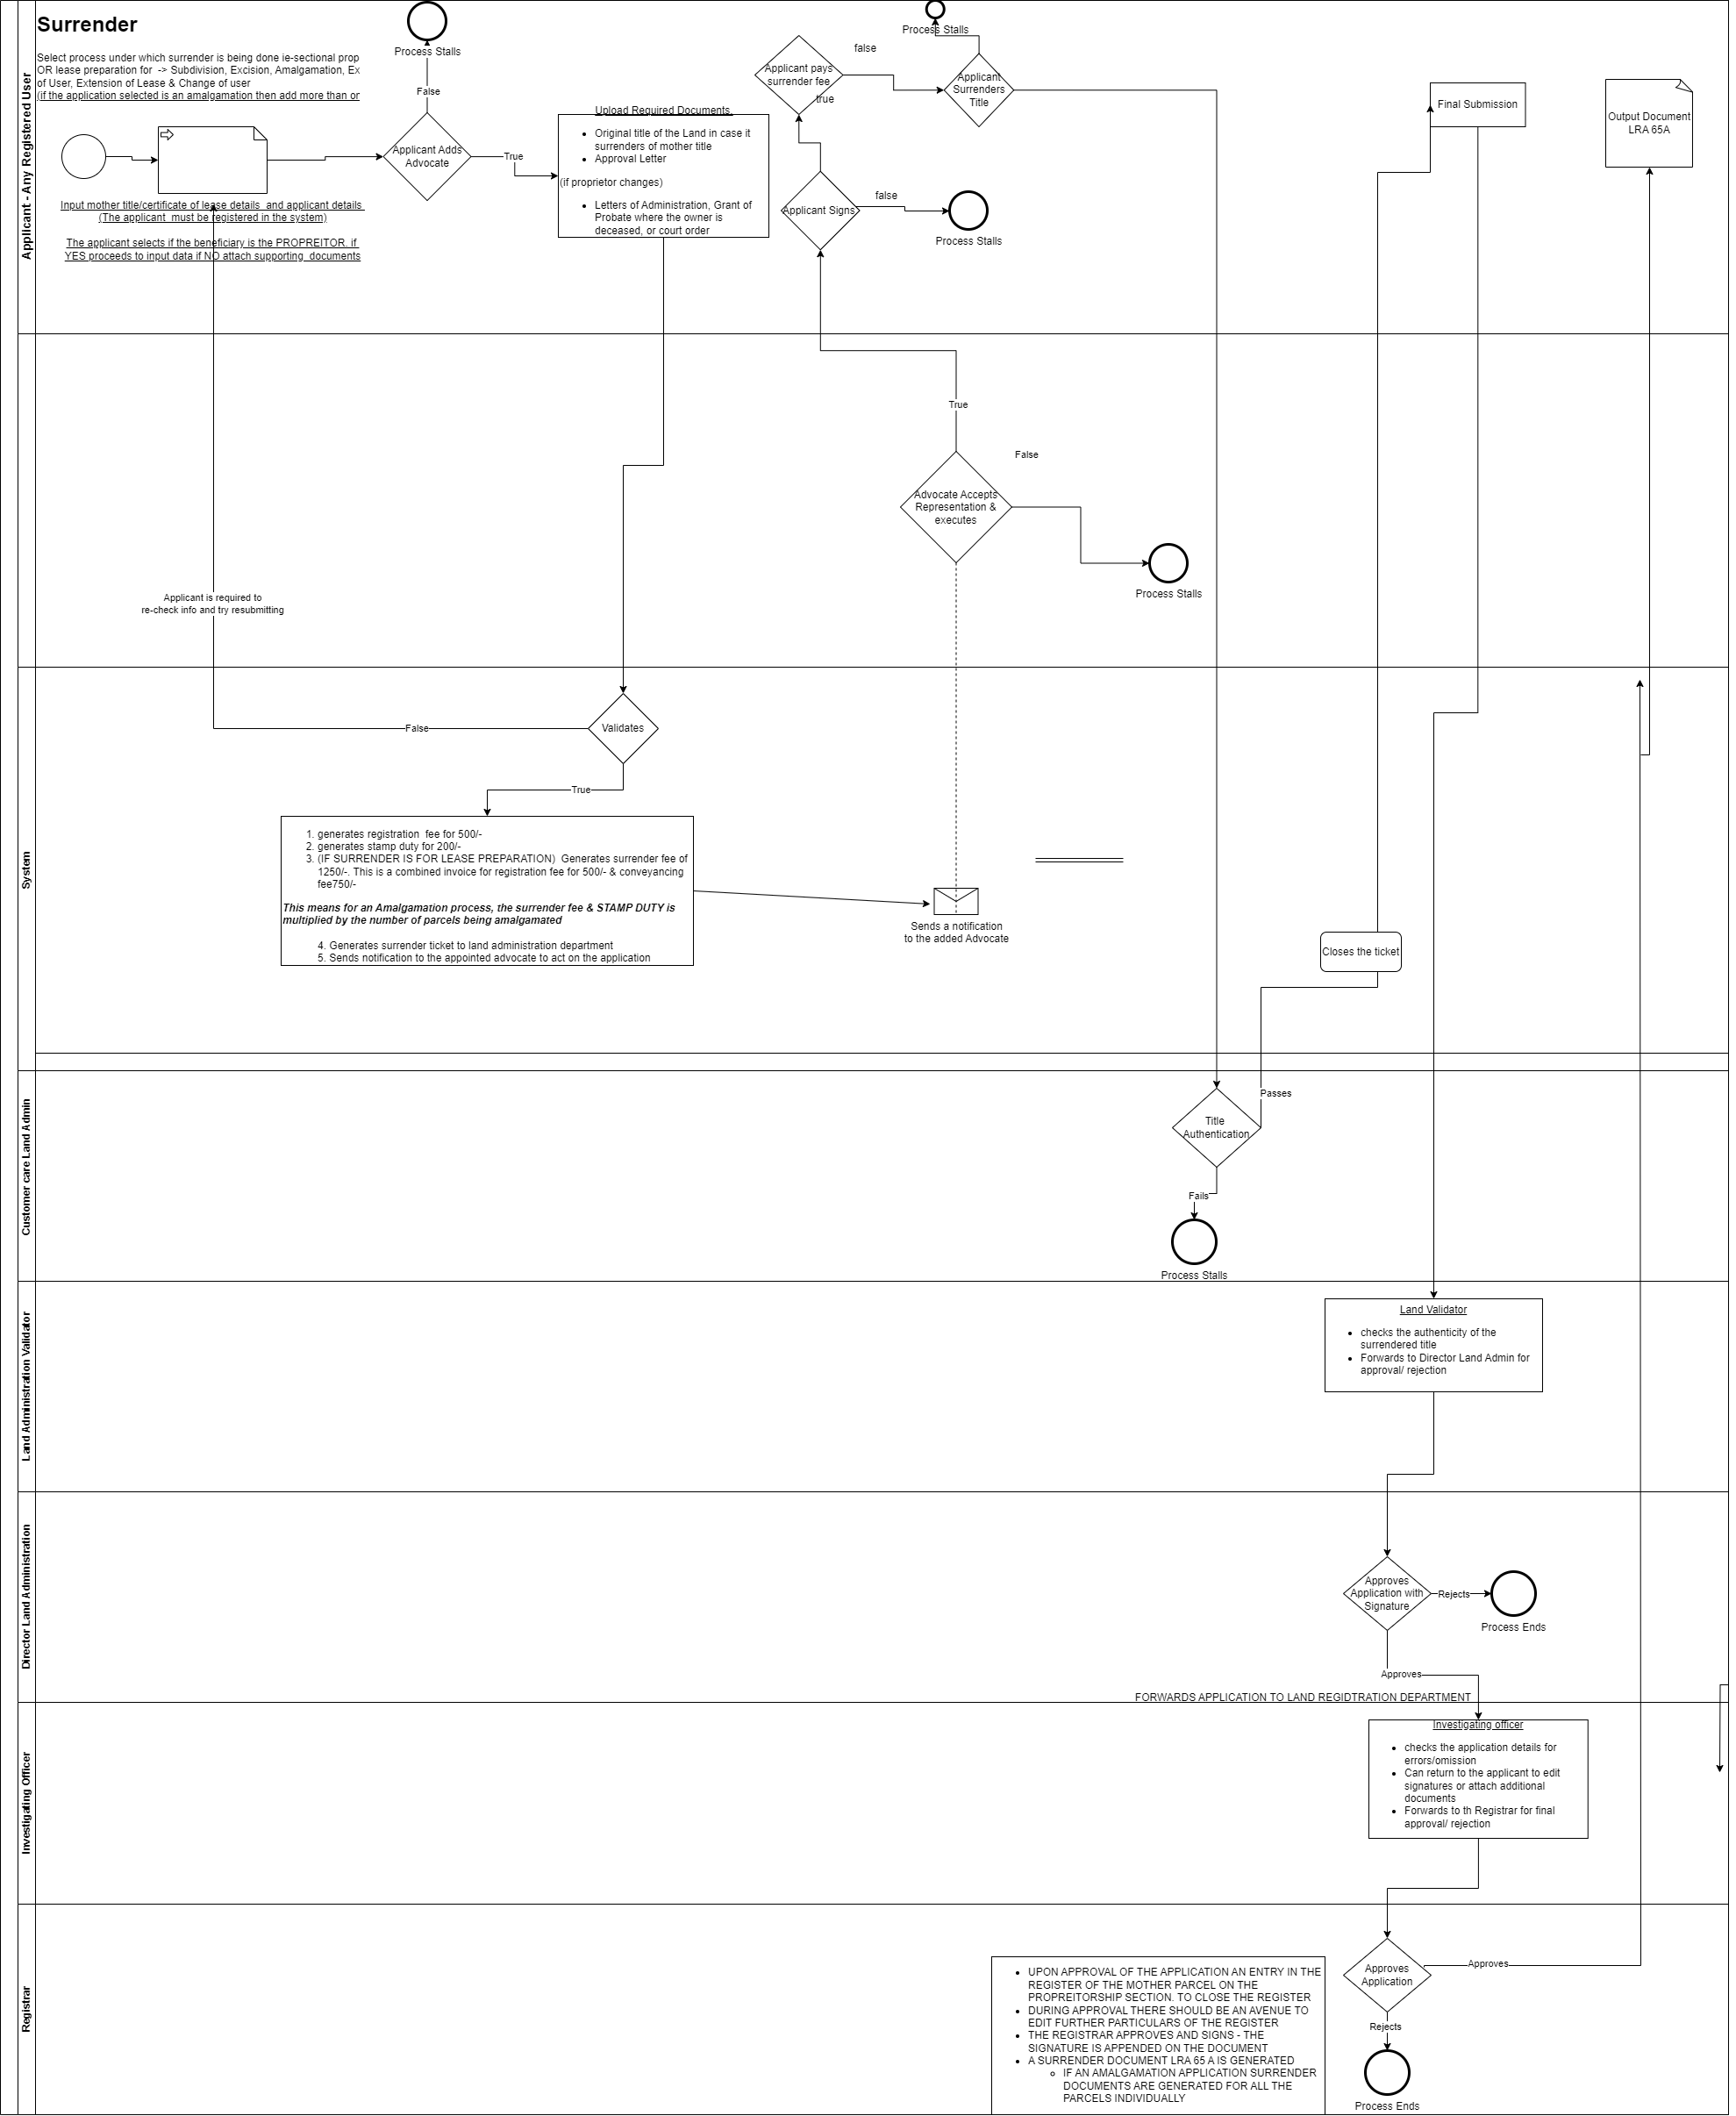 Surrender
Select process under which surrender is being done ie-sectional prop
OR lease preparation for -> Subdivision, Excision, Amalgamation, Ex
of User, Extension of Lease & Change of user
(if the application selected is an amalgamation then add more than or
Applicant - Any Registered User
Process Stalls
False
Applicant Adds
Advocate
True
Input mother title/certificate of lease details and applicant details
(The applicant must be registered in the system)
The applicant selects if the beneficiary is the PROPREITOR. if
YES proceeds to input data if NO attach supporting documents
Upload Required Documents.
Original title of the Land in case it
surrenders of mother title
Approval Letter
(if proprietor changes)
Letters of Administration, Grant of
Probate where the owner is
deceased, or court order
Applicant pays
surrender fee
true
false
Process Stalls
Applicant
Surrenders
Title
Applicant Signs
false
Process Stalls
Final Submission
Output Document
LRA 65A
True
False
Advocate Accepts
Representation &
executes
Process Stalls
Applicant is required to
re-check info and try resubmitting
System
Validates
False
True
1. generates registration fee for 500/-
2. generates stamp duty for 200/-
3. (IF SURRENDER IS FOR LEASE PREPARATION) Generates surrender fee of
1250/-. This is a combined invoice for registration fee for 500/- & conveyancing
fee750/-
This means for an Amalgamation process, the surrender fee & STAMP DUTY is
multiplied by the number of parcels being amalgamated
4. Generates surrender ticket to land administration department
5. Sends notification to the appointed advocate to act on the application
Sends a notification
to the added Advocate
Closes the ticket
Customer care Land Admin
Passes
Title
Authentication
Fails
Process Stalls
Land Administration Validator
Land Validator
checks the authenticity of the
surrendered title
Forwards to Director Land Admin for
approval/ rejection
Director Land Administration
Approves
Application with
Signature
Rejects
Process Ends
Approves
FORWARDS APPLICATION TO LAND REGIDTRATION DEPARTMENT
Investigating Officer
Investigating officer
checks the application details for
errors/omission
Can return to the applicant to edit
signatures or attach additional
documents
Forwards to th Registrar for final
approval/ rejection
Registrar
Approves
Application
Approves
Rejects
Process Ends
UPON APPROVAL OF THE APPLICATION AN ENTRY IN THE
REGISTER OF THE MOTHER PARCEL ON THE
PROPREITORSHIP SECTION. TO CLOSE THE REGISTER
DURING APPROVAL THERE SHOULD BE AN AVENUE TO
EDIT FURTHER PARTICULARS OF THE REGISTER
THE REGISTRAR APPROVES AND SIGNS - THE
SIGNATURE IS APPENDED ON THE DOCUMENT
A SURRENDER DOCUMENT LRA 65 A IS GENERATED
IF AN AMALGAMATION APPLICATION SURRENDER
DOCUMENTS ARE GENERATED FOR ALL THE
PARCELS INDIVIDUALLY